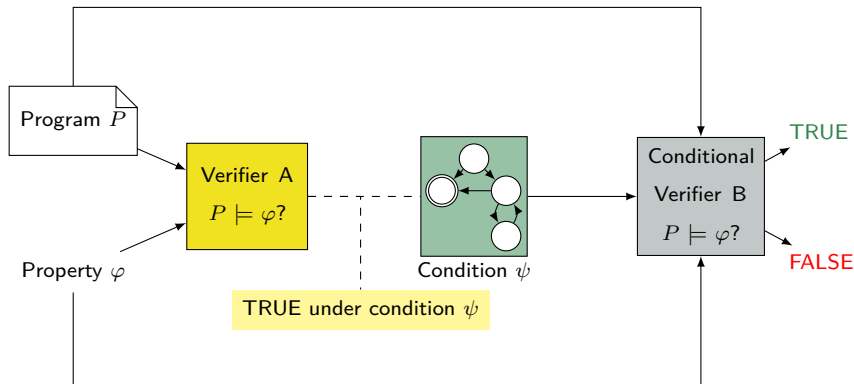 Program P
Verifier A
P ⊨ φ?
Property φ
TRUE under condition ψ
Condition ψ
Conditional
Verifier B
P ⊨ φ?
TRUE
FALSE